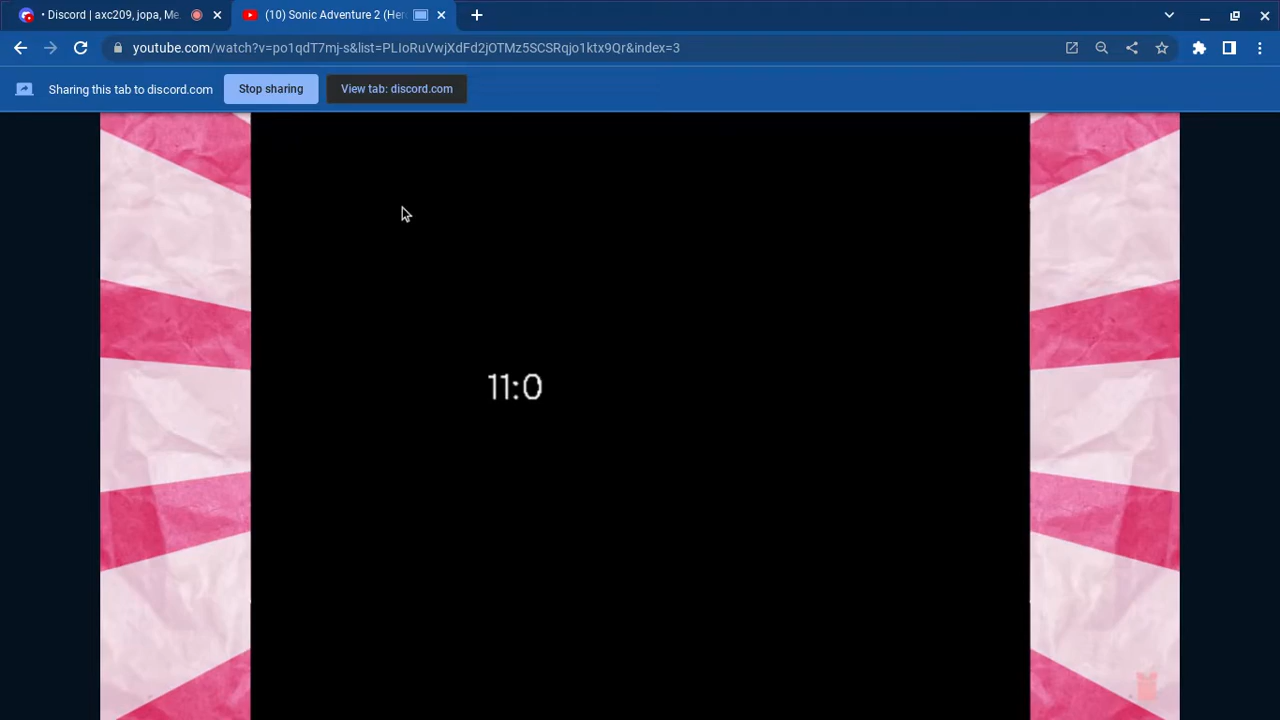 • Discord | axc209, jopa, Me
(10) Sonic Adventure 2 (Her
youtube.com/watch?v=po1qdT7mj-s&list=PLIoRuVwjXdFd2jOTMz5SCSRqjo1ktx9Qr&index=3
Sharing this tab to discord.com
Stop sharing
View tab: discord.com
11:0